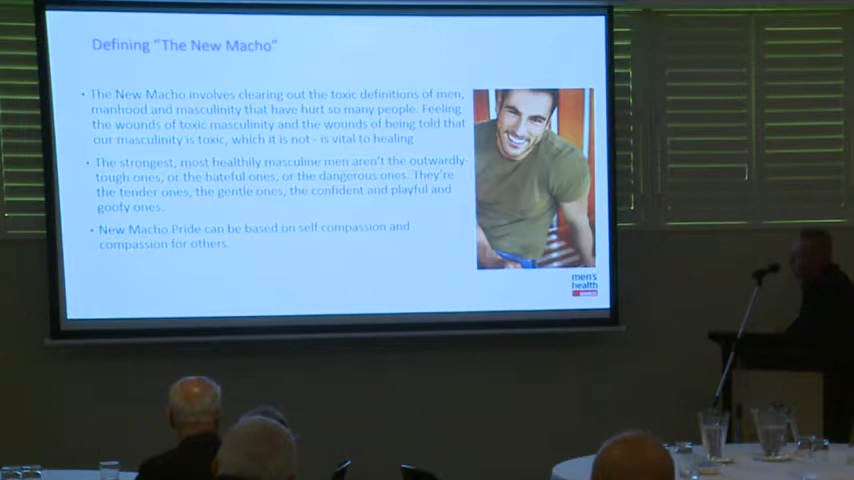 Defining "The New Macho"
• The New Macho involves clearing out the toxic definitions of men,
manhood and masculinity that have hurt so many people. Feeling
the wounds of toxic masculinity and the wounds of being told that
our masculinity is toxic, which it is not - is vital to healing
• The strongest, most healthily masculine men aren't the outwardly-
tough ones, or the hateful ones, or the dangerous ones. They're
the tender ones, the gentle ones, the confident and playful and
goofy ones.
• New Macho Pride can be based on self compassion and
compassion for others.
men's
health